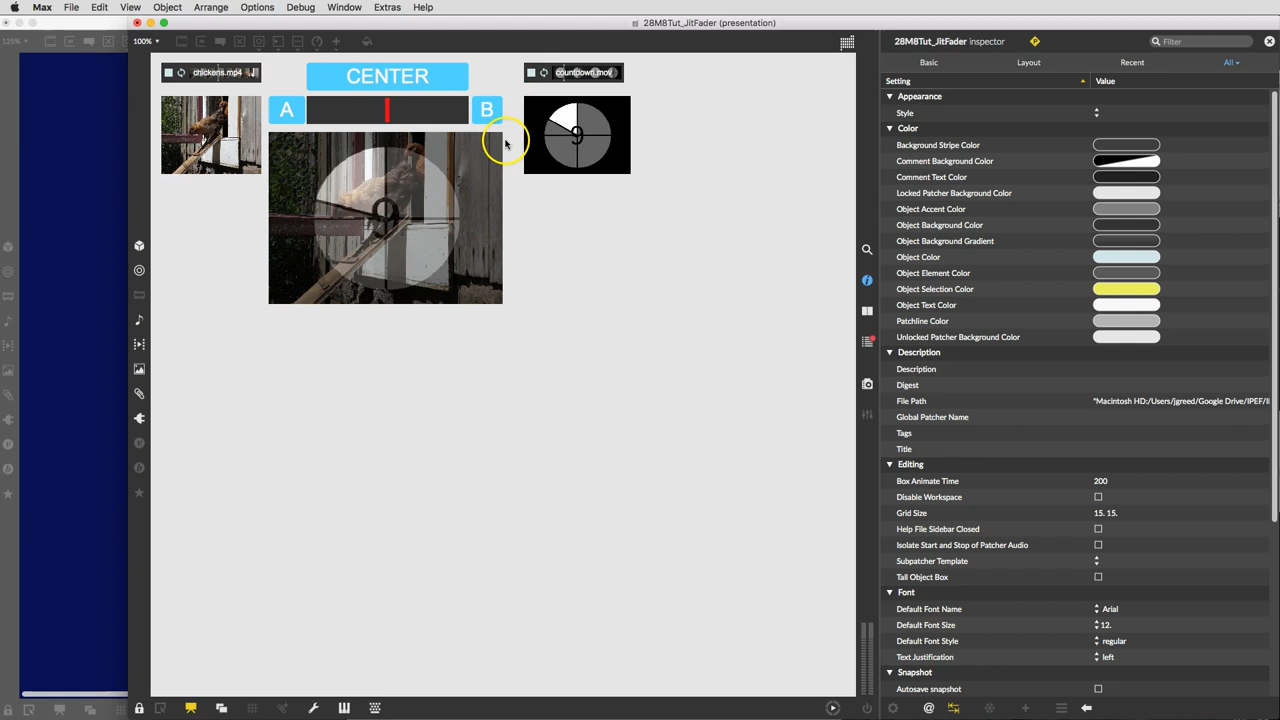 Max File Edit View Object Arrange Options Debug Window Extras Help
125%
28M8Tut_JitFader (presentation)
100%
28M8Tut_JitFader inspector
Filter
Basic Layout Recent All
Setting Value
chickens.mp4
CENTER
countdown.mov
A B
9
9
Appearance
Style
Color
Background Stripe Color
Comment Background Color
Comment Text Color
Locked Patcher Background Color
Object Accent Color
Object Background Color
Object Background Gradient
Object Color
Object Element Color
Object Selection Color
Object Text Color
Patchline Color
Unlocked Patcher Background Color
Description
Description
Digest
File Path "Macintosh HD:/Users/jgreed/Google Drive/IPEF/II
Global Patcher Name
Tags
Title
Editing
Box Animate Time 200
Disable Workspace
Grid Size 15. 15.
Help File Sidebar Closed
Isolate Start and Stop of Patcher Audio
Subpatcher Template
Tall Object Box
Font
Default Font Name Arial
Default Font Size 12.
Default Font Style regular
Text Justification left
Snapshot
Autosave snapshot